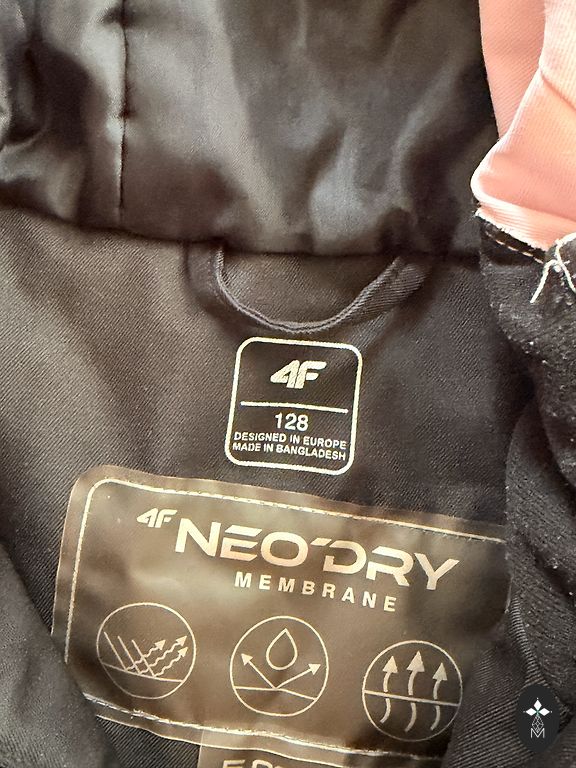 4F
128
DESIGNED IN EUROPE
MADE IN BANGLADESH
4F NEO'DRY
MEMBRANE
M